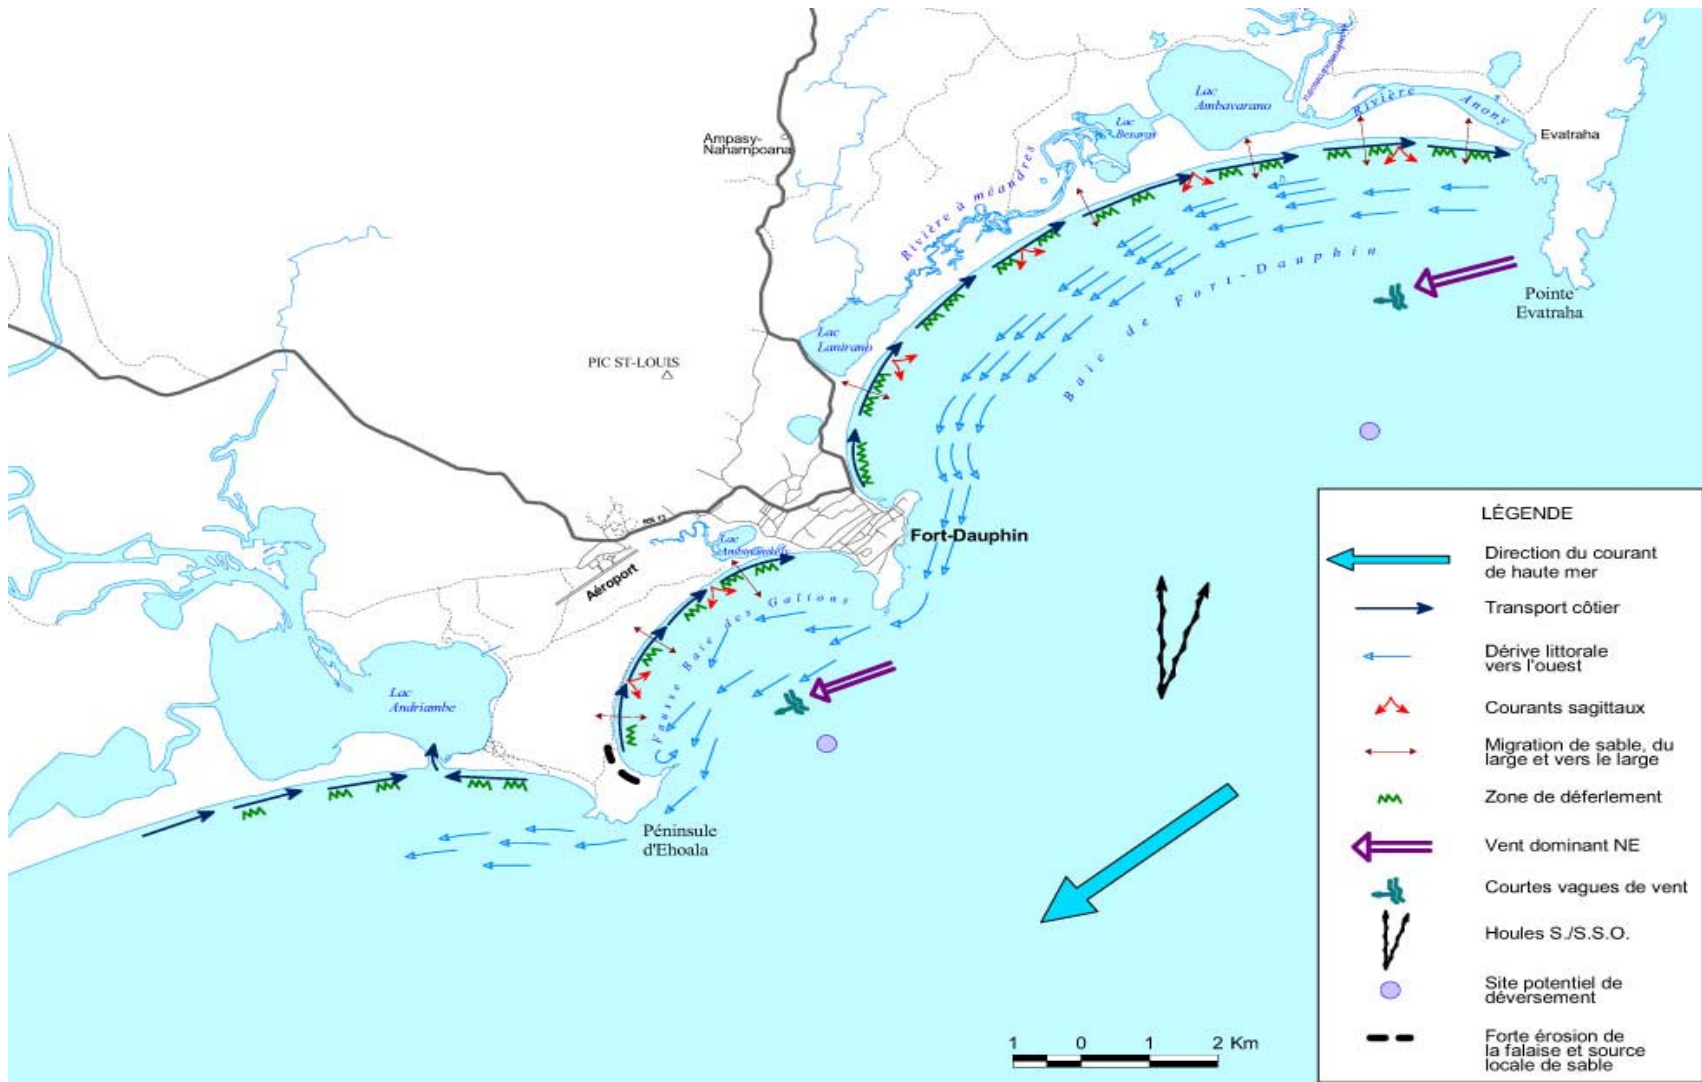 Lac
Ambavarano
Rivière
Anony
Lac
Ampasy-
Nahampoana
Evatraha
Rivière à méandres
Baie de Fort-Dauphin
Pointe
Evatraha
Lac
Lanirano
PIC ST-LOUIS
Fort-Dauphin
Lac
Aéroport
Fausse Baie des Galions
Lac
Andriambe
Péninsule
d'Ehoala
LÉGENDE
Direction du courant
de haute mer
Transport côtier
Dérive littorale
vers l'ouest
Courants sagittaux
Migration de sable, du
large et vers le large
Zone de déferlement
Vent dominant NE
Courtes vagues de vent
Houles S./S.S.O.
Site potentiel de
déversement
Forte érosion de
la falaise et source
locale de sable
1 0 1 2 Km